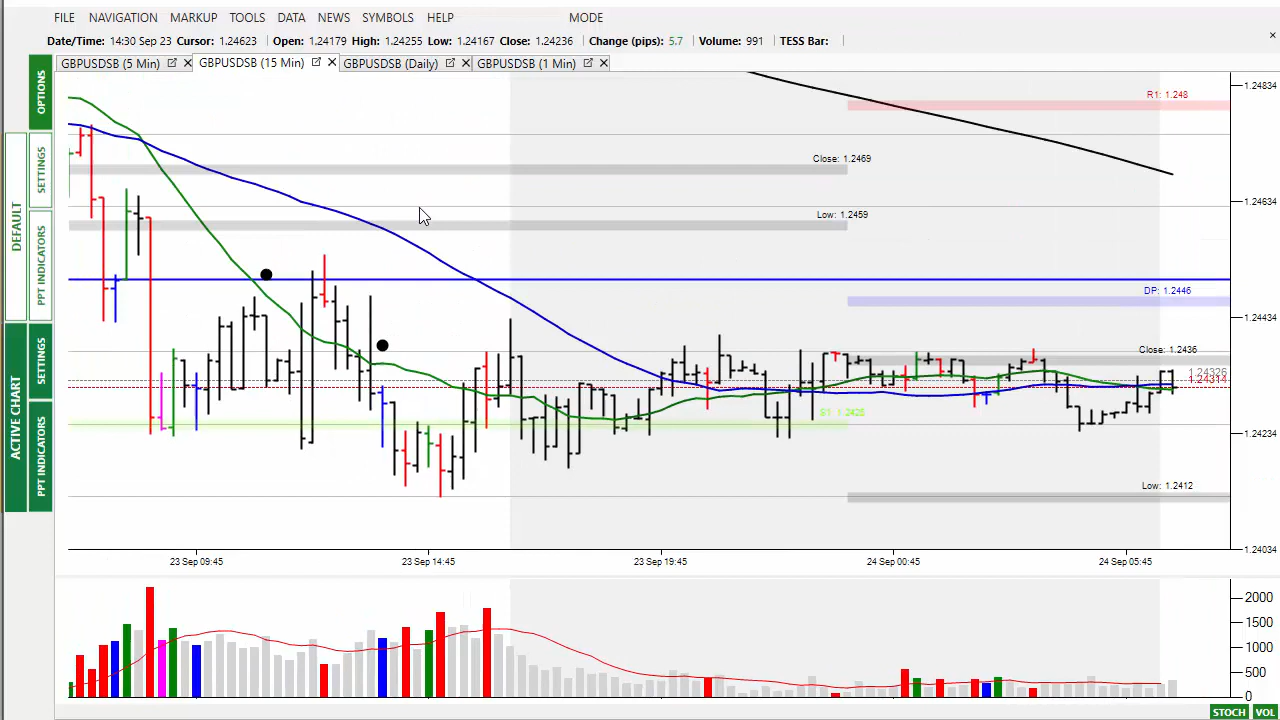 FILE NAVIGATION MARKUP TOOLS DATA NEWS SYMBOLS HELP MODE
Date/Time: 14:30 Sep 23 Cursor: 1.24623 Open: 1.24179 High: 1.24255 Low: 1.24167 Close: 1.24236 Change (pips): 5.7 Volume: 991 TESS Bar:
GBPUSDSB (5 Min) GBPUSDSB (15 Min) GBPUSDSB (Daily) GBPUSDSB (1 Min)
OPTIONS
DEFAULT
SETTINGS
PPT INDICATORS
ACTIVE CHART
SETTINGS
PPT INDICATORS
1.24834
R1: 1.248
Close: 1.2469
1.24634
Low: 1.2459
DP: 1.2446
1.24434
Close: 1.2436
1.24326
1.24314
S1: 1.2425
1.24234
Low: 1.2412
1.24034
23 Sep 09:45 23 Sep 14:45 23 Sep 19:45 24 Sep 00:45 24 Sep 05:45
2000
1500
1000
500
0
STOCH VOL